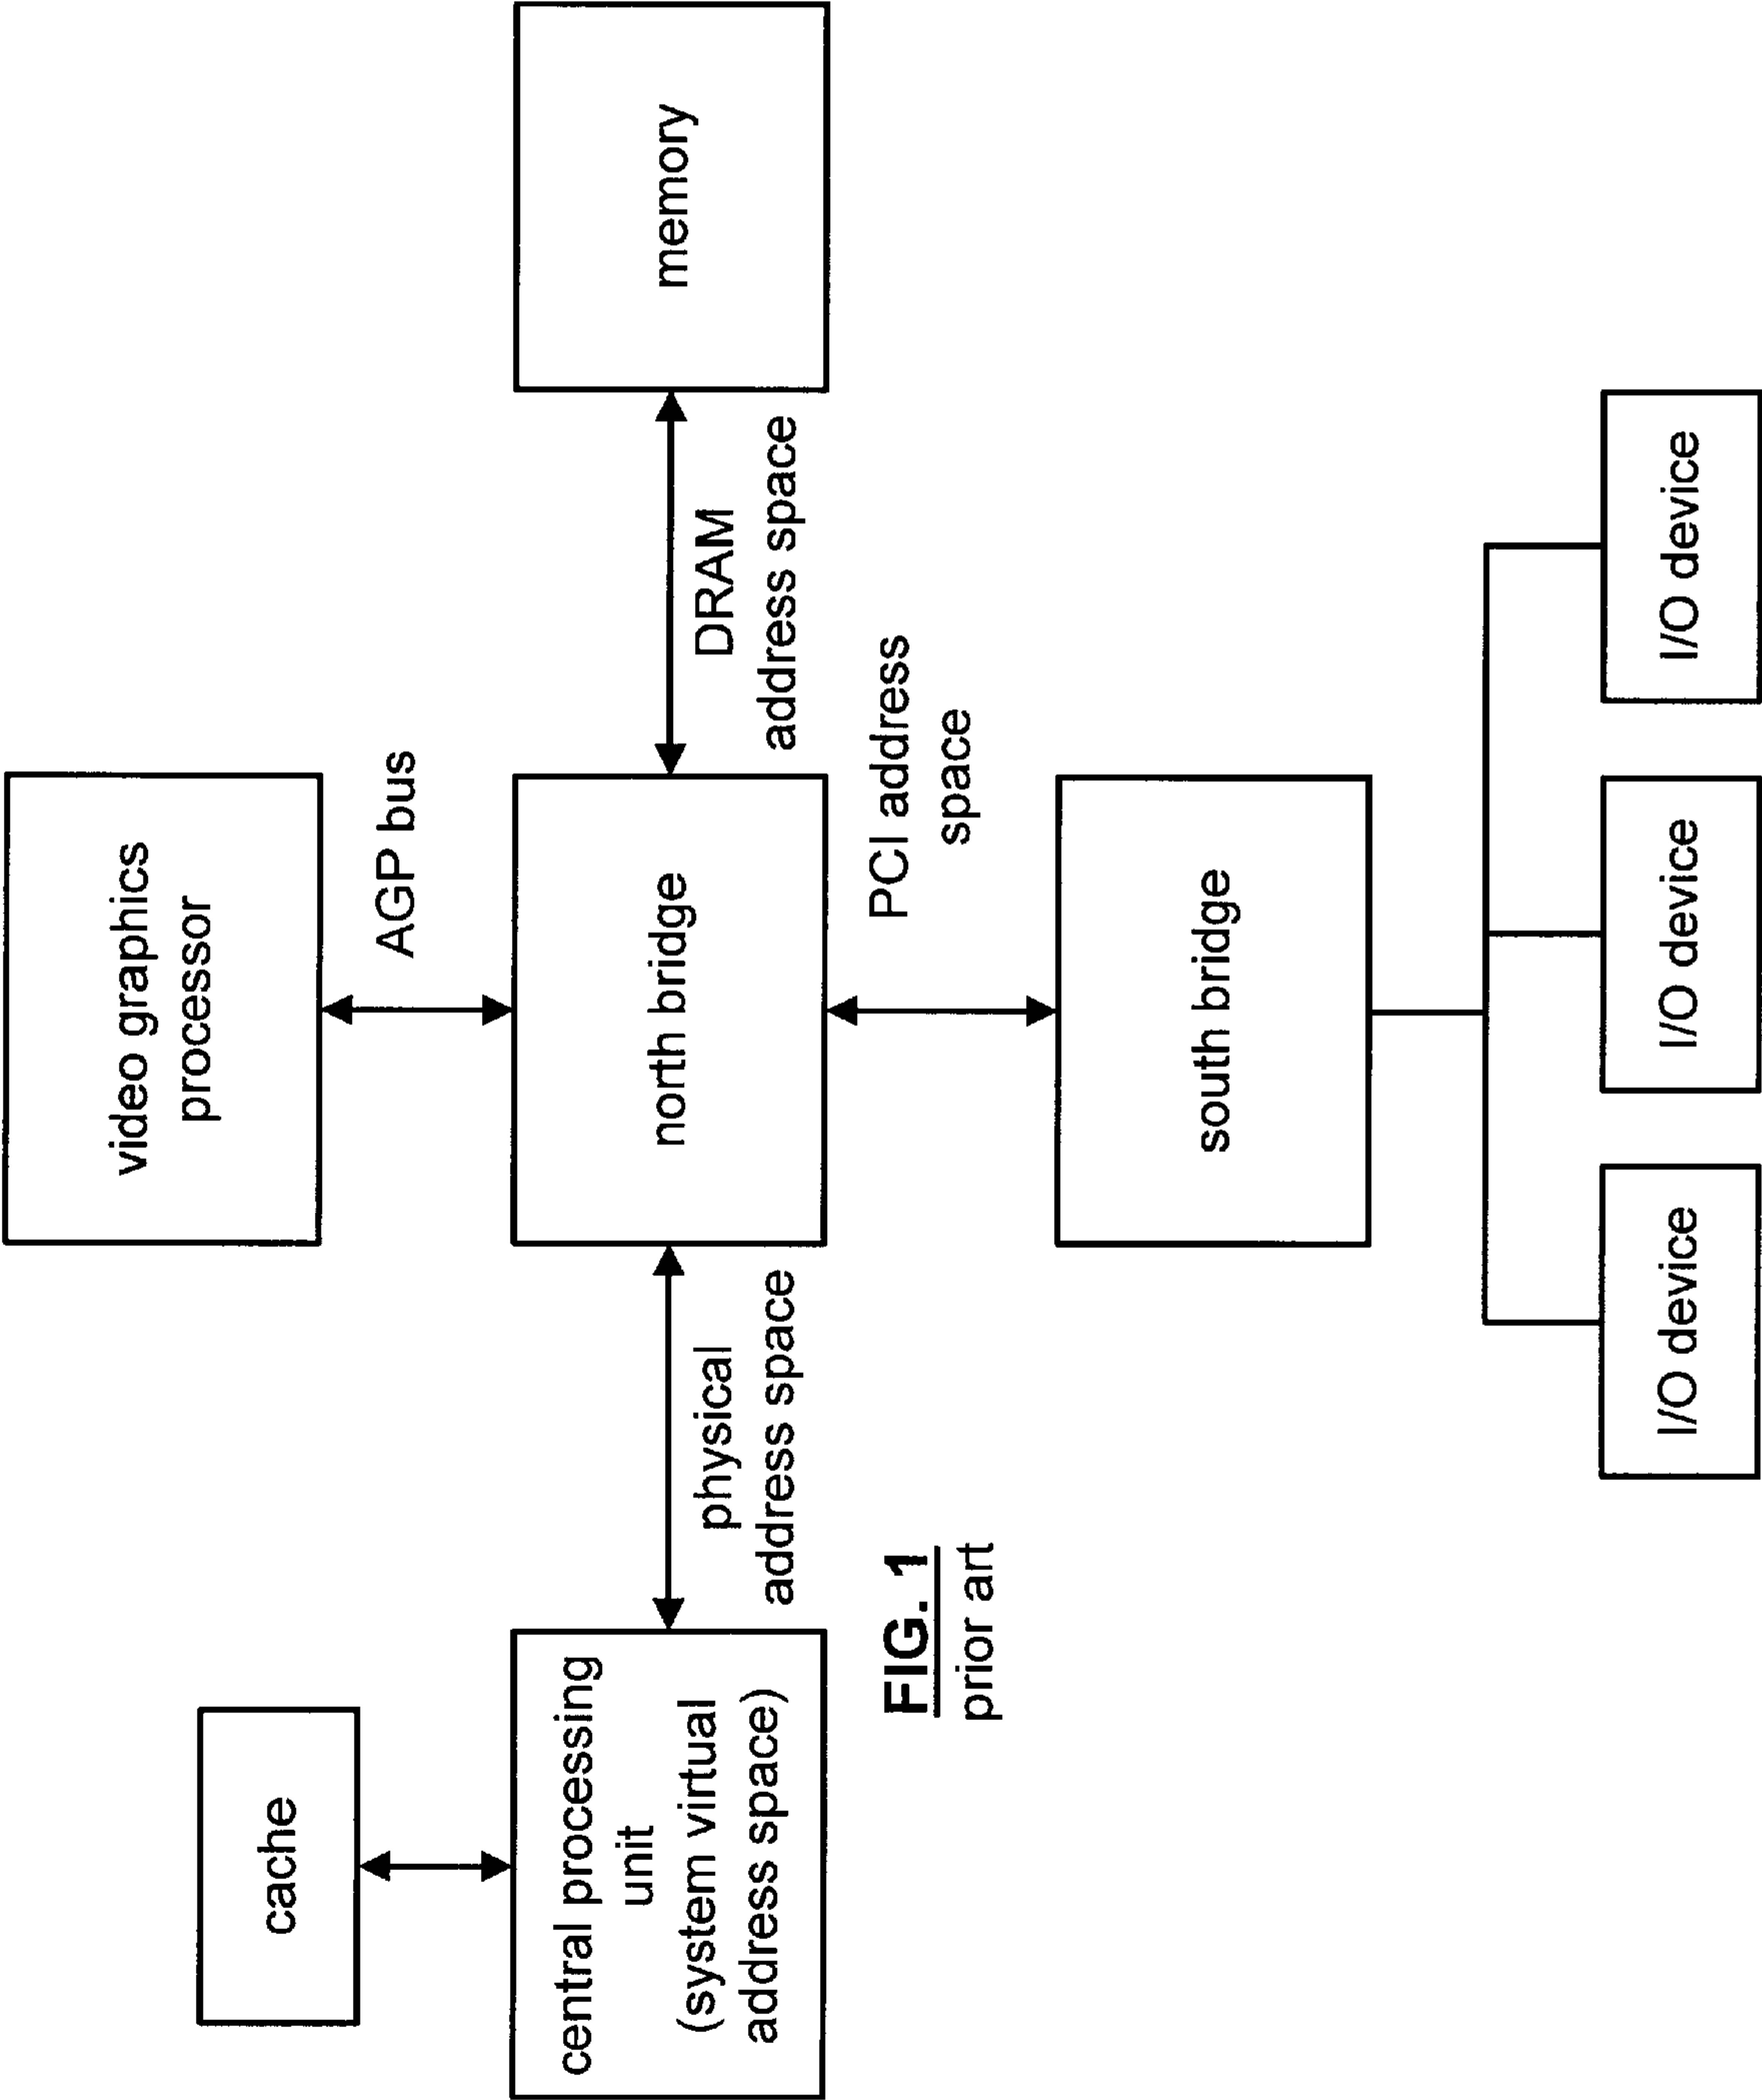 video graphics
processor
AGP bus
cache
central processing
unit
(system virtual
address space)
physical
address space
north bridge
DRAM
address space
memory
PCI address
space
FIG. 1
prior art
south bridge
I/O device
I/O device
I/O device